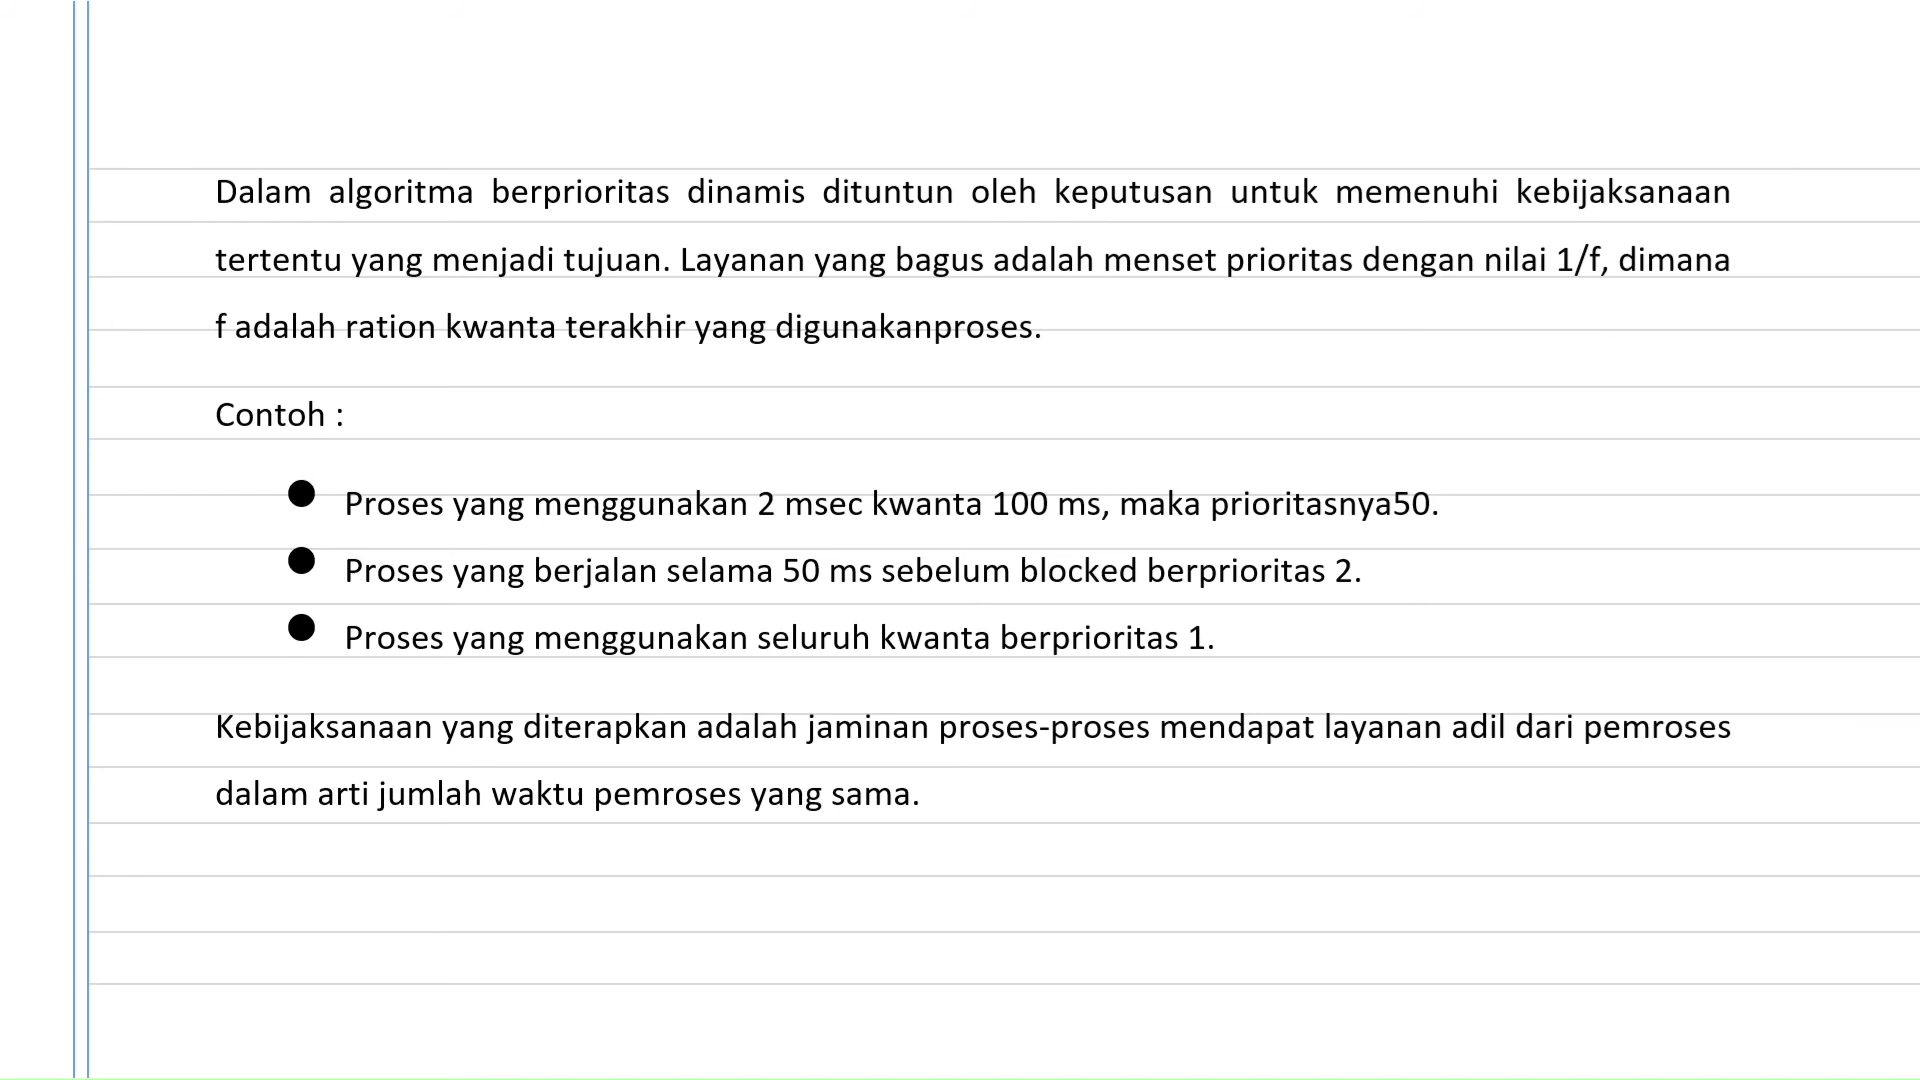 Dalam algoritma berprioritas dinamis dituntun oleh keputusan untuk memenuhi kebijaksanaan
tertentu yang menjadi tujuan. Layanan yang bagus adalah menset prioritas dengan nilai 1/f, dimana
f adalah ration kwanta terakhir yang digunakanproses.
Contoh :
● Proses yang menggunakan 2 msec kwanta 100 ms, maka prioritasnya50.
● Proses yang berjalan selama 50 ms sebelum blocked berprioritas 2.
● Proses yang menggunakan seluruh kwanta berprioritas 1.
Kebijaksanaan yang diterapkan adalah jaminan proses-proses mendapat layanan adil dari pemroses
dalam arti jumlah waktu pemroses yang sama.